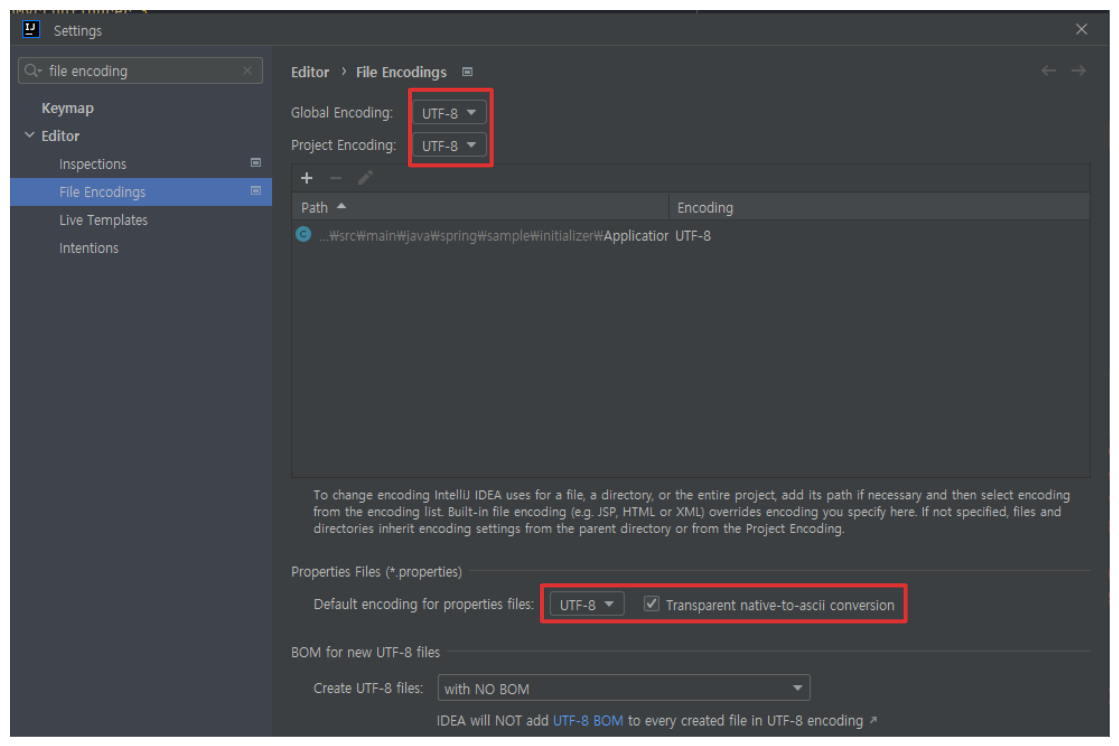 IJ Settings
file encoding
Editor › File Encodings
Keymap
Global Encoding: UTF-8
Editor
Project Encoding: UTF-8
Inspections
File Encodings
Path Encoding
Live Templates
...₩src₩main₩java₩spring₩sample₩initializer₩Application UTF-8
Intentions
To change encoding IntelliJ IDEA uses for a file, a directory, or the entire project, add its path if necessary and then select encoding
from the encoding list. Built-in file encoding (e.g. JSP, HTML or XML) overrides encoding you specify here. If not specified, files and
directories inherit encoding settings from the parent directory or from the Project Encoding.
Properties Files (*.properties)
Default encoding for properties files: UTF-8 Transparent native-to-ascii conversion
BOM for new UTF-8 files
Create UTF-8 files: with NO BOM
IDEA will NOT add UTF-8 BOM to every created file in UTF-8 encoding ↗